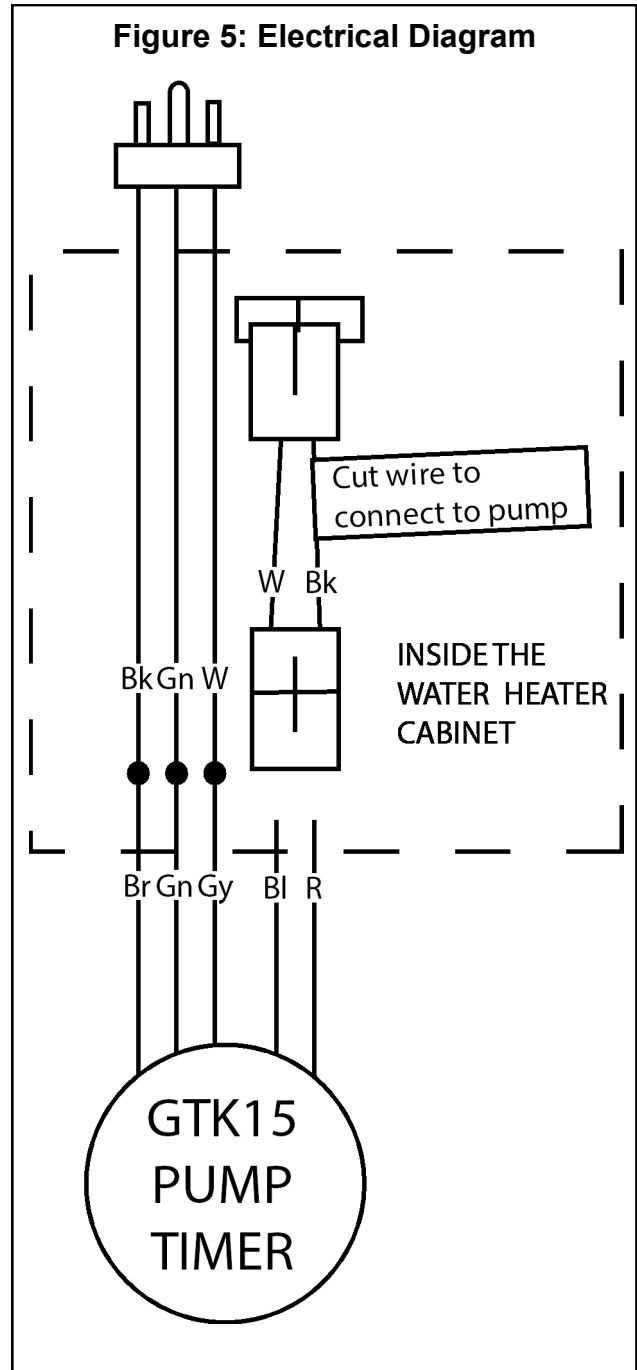 Figure 5: Electrical Diagram
Cut wire to
connect to pump
W Bk
INSIDE THE
WATER HEATER
CABINET
Bk Gn W
Br Gn Gy Bl R
GTK15
PUMP
TIMER